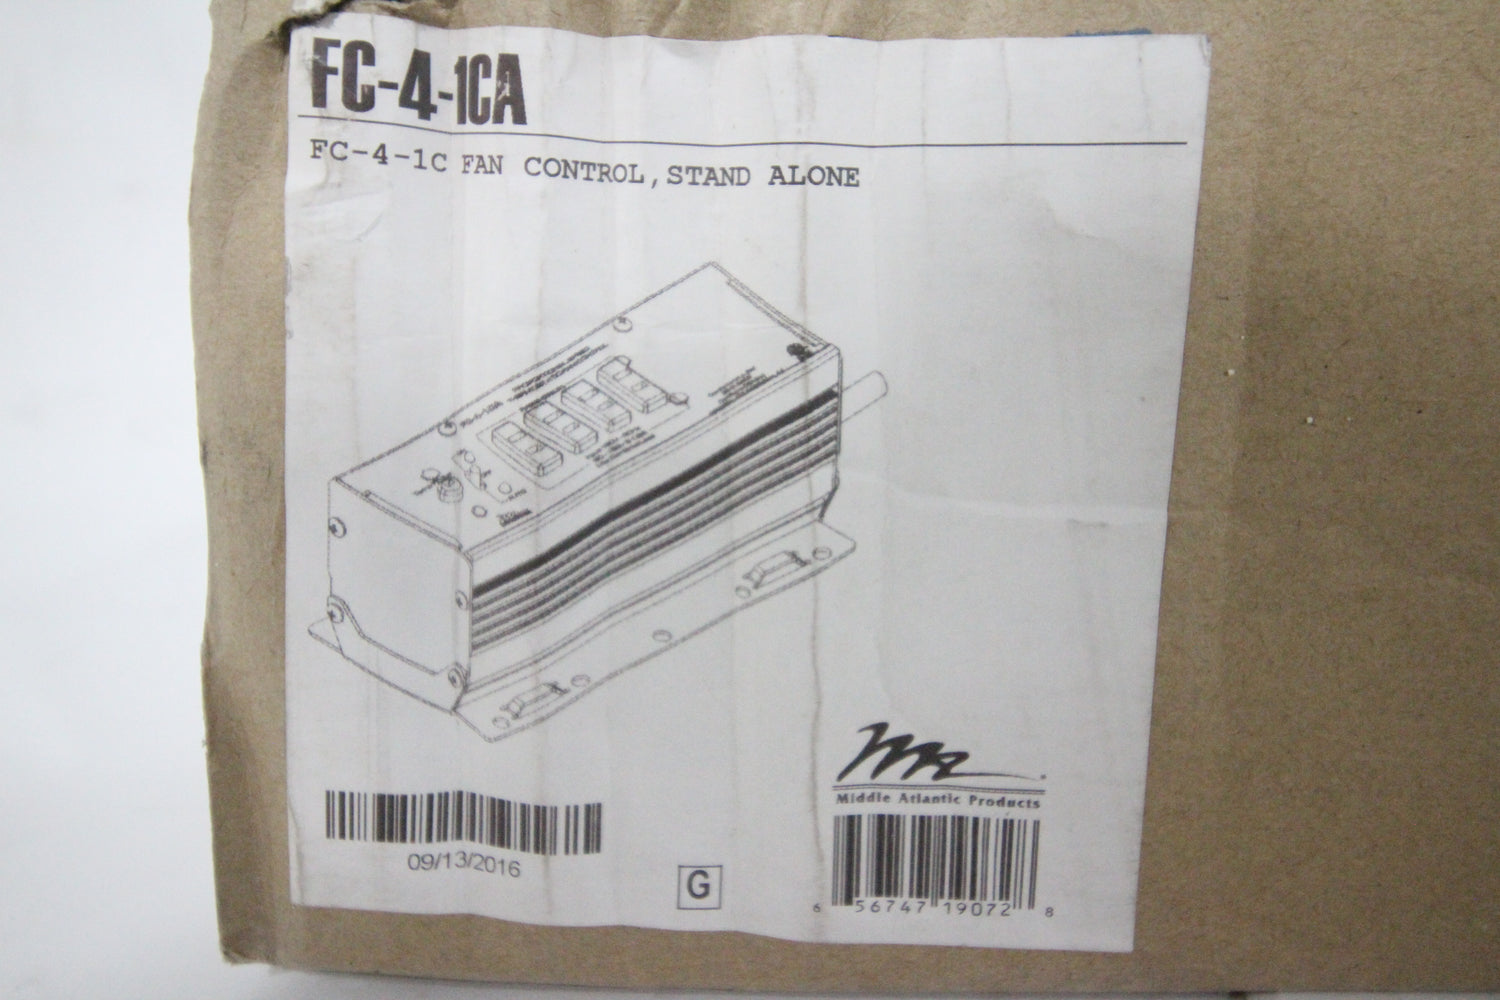 FC-4-1CA
FC-4-1C FAN CONTROL, STAND ALONE
Middle Atlantic Products
09/13/2016
G
6 56747 19072 8